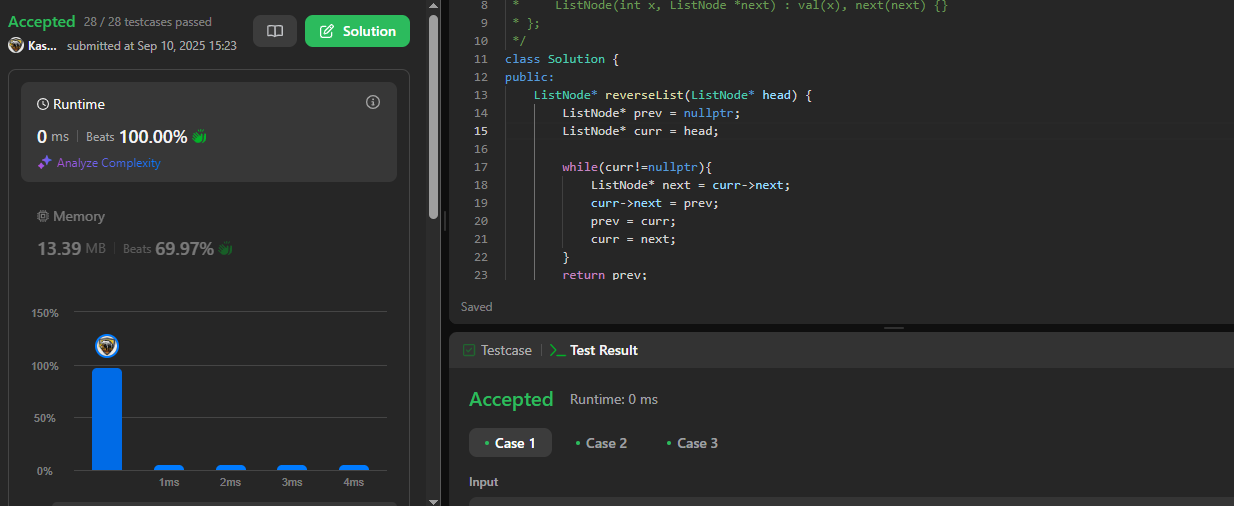 Accepted 28 / 28 testcases passed
Kas... submitted at Sep 10, 2025 15:23
Solution
Runtime
0 ms | Beats 100.00%
Analyze Complexity
Memory
13.39 MB | Beats 69.97%
150%
100%
50%
0%
1ms 2ms 3ms 4ms
8 * ListNode(int x, ListNode *next) : val(x), next(next) {}
9 * };
10 */
11 class Solution {
12 public:
13 ListNode* reverseList(ListNode* head) {
14 ListNode* prev = nullptr;
15 ListNode* curr = head;
16
17 while(curr!=nullptr){
18 ListNode* next = curr->next;
19 curr->next = prev;
20 prev = curr;
21 curr = next;
22 }
23 return prev;
Saved
Testcase | >_ Test Result
Accepted Runtime: 0 ms
• Case 1 • Case 2 • Case 3
Input